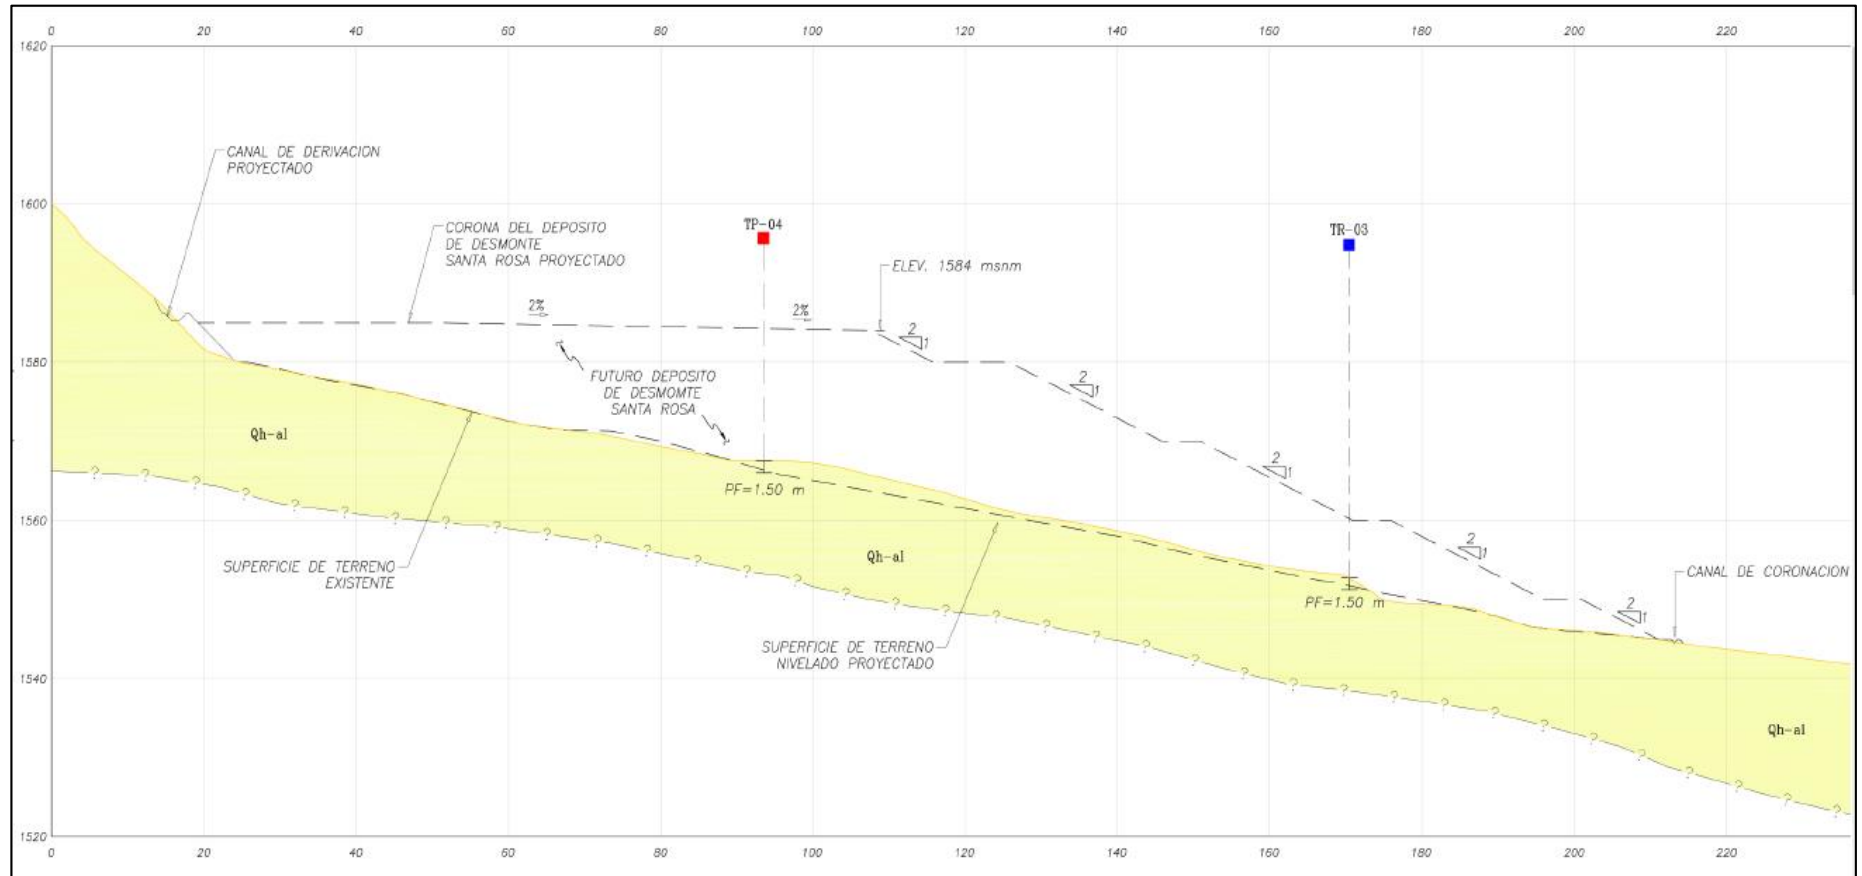 0 20 40 60 80 100 120 140 160 180 200 220
1620
CANAL DE DERIVACION
PROYECTADO
1600
CORONA DEL DEPOSITO
DE DESMONTE
SANTA ROSA PROYECTADO
TP-04
TR-03
ELEV. 1584 msnm
2%
2%
2
1
1580
FUTURO DEPOSITO
DE DESMOMTE
SANTA ROSA
2
1
Qh-al
2
1
PF=1.50 m
1560
SUPERFICIE DE TERRENO
EXISTENTE
Qh-al
2
1
CANAL DE CORONACION
PF=1.50 m
2
1
SUPERFICIE DE TERRENO
NIVELADO PROYECTADO
1540
Qh-al
? ? ? ? ? ? ? ? ? ? ? ? ? ? ? ? ? ? ? ? ? ? ? ? ? ? ? ? ? ? ? ? ? ? ? ?
1520
0 20 40 60 80 100 120 140 160 180 200 220